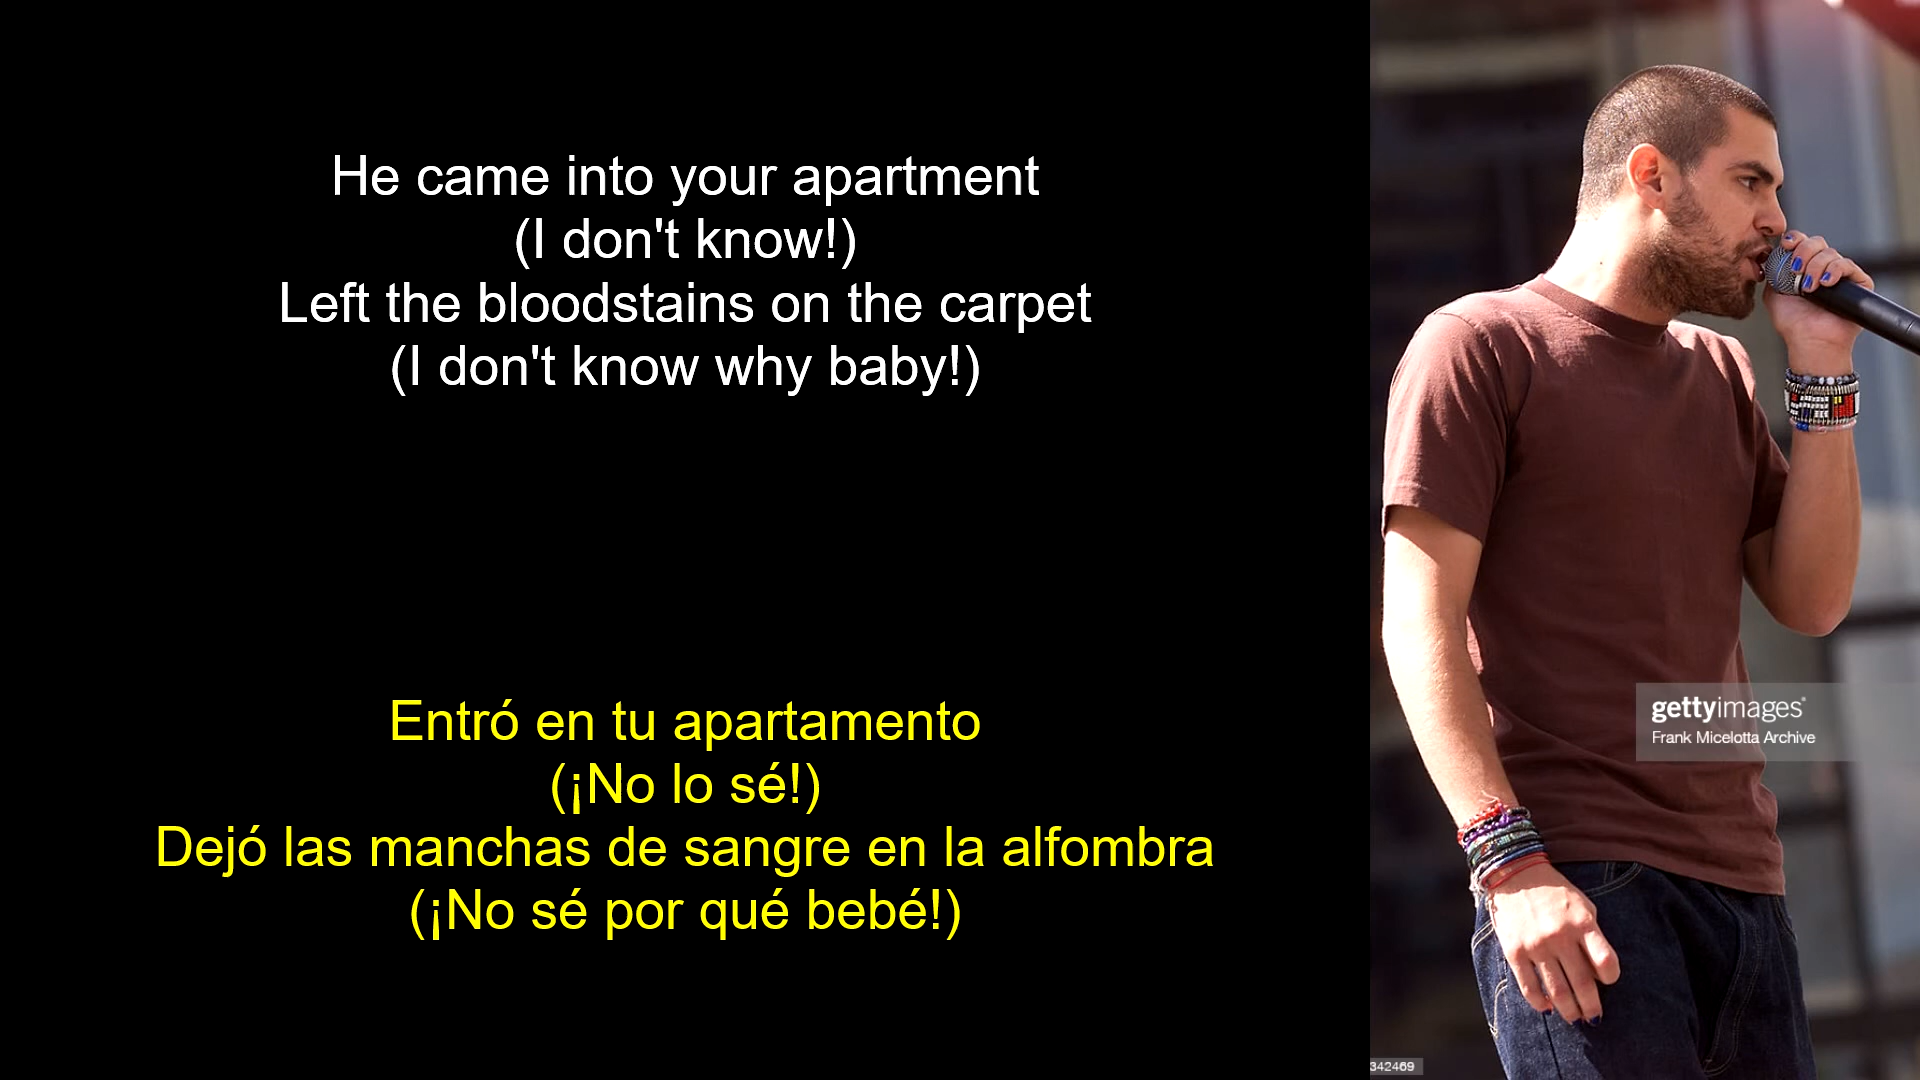 He came into your apartment
(I don't know!)
Left the bloodstains on the carpet
(I don't know why baby!)
Entró en tu apartamento
(¡No lo sé!)
Dejó las manchas de sangre en la alfombra
(¡No sé por qué bebé!)
gettyimages®
Frank Micelotta Archive
342469